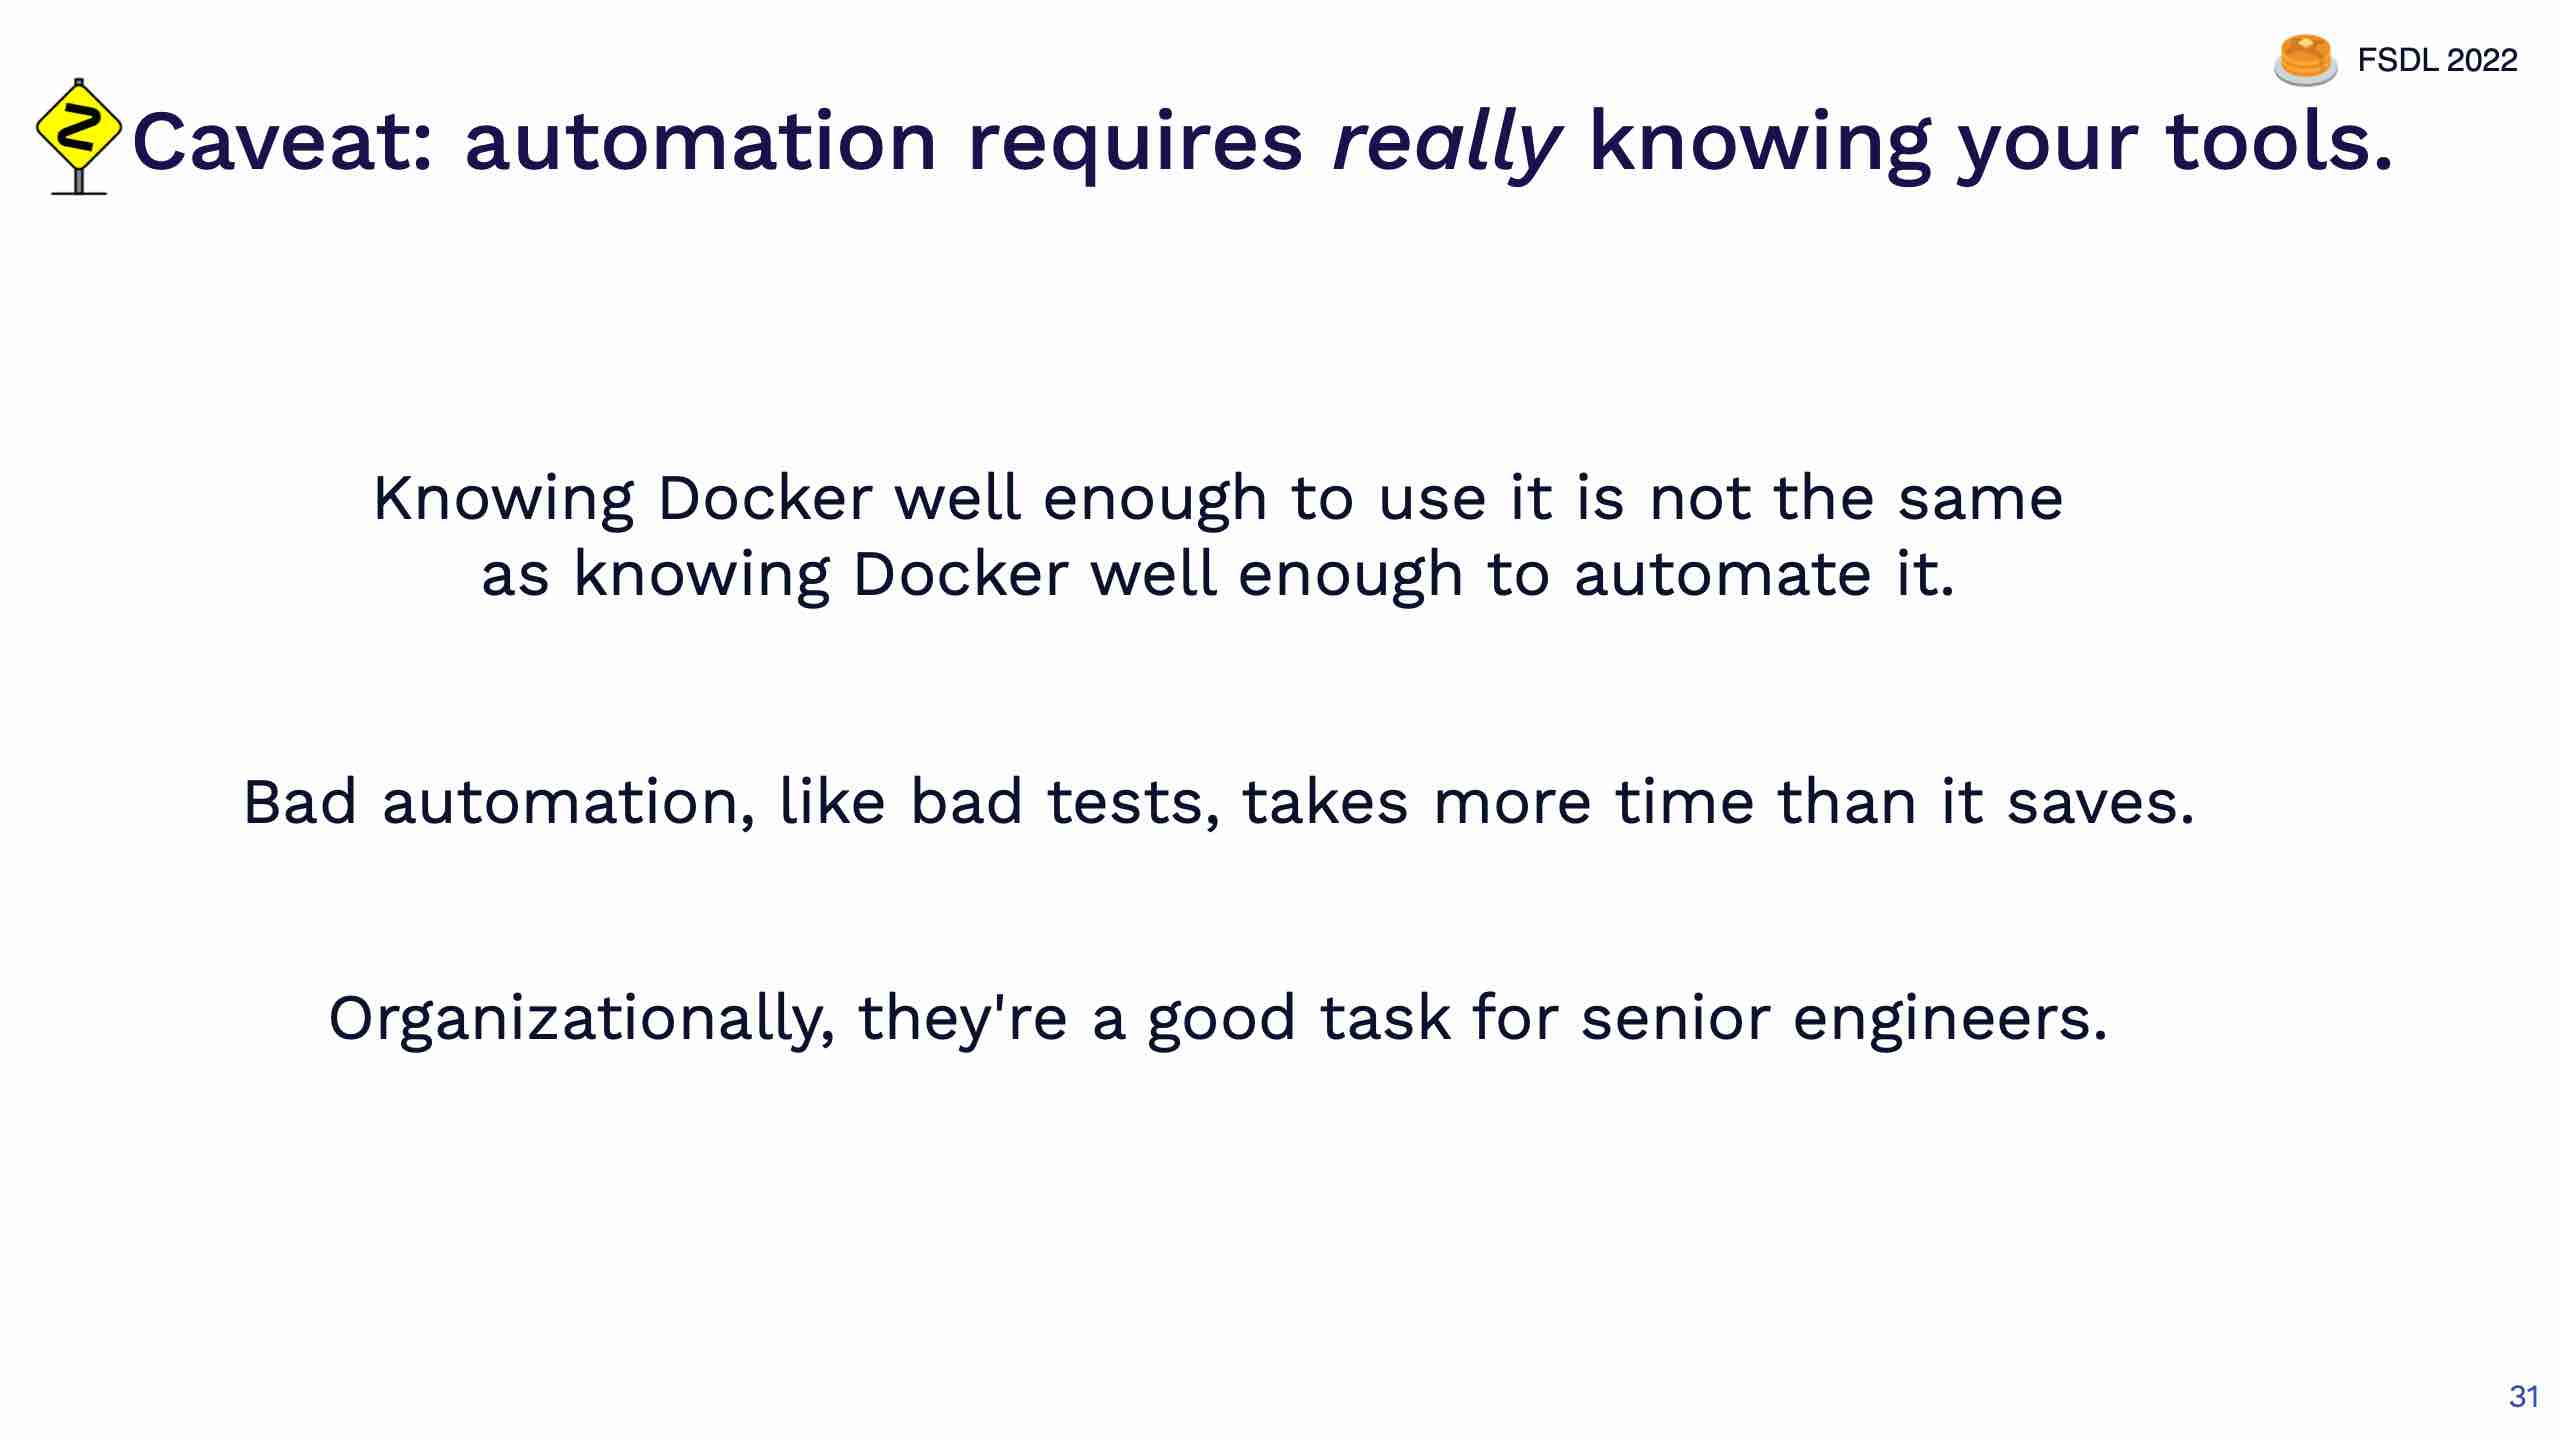 FSDL 2022
Caveat: automation requires really knowing your tools.
Knowing Docker well enough to use it is not the same
as knowing Docker well enough to automate it.
Bad automation, like bad tests, takes more time than it saves.
Organizationally, they're a good task for senior engineers.
31